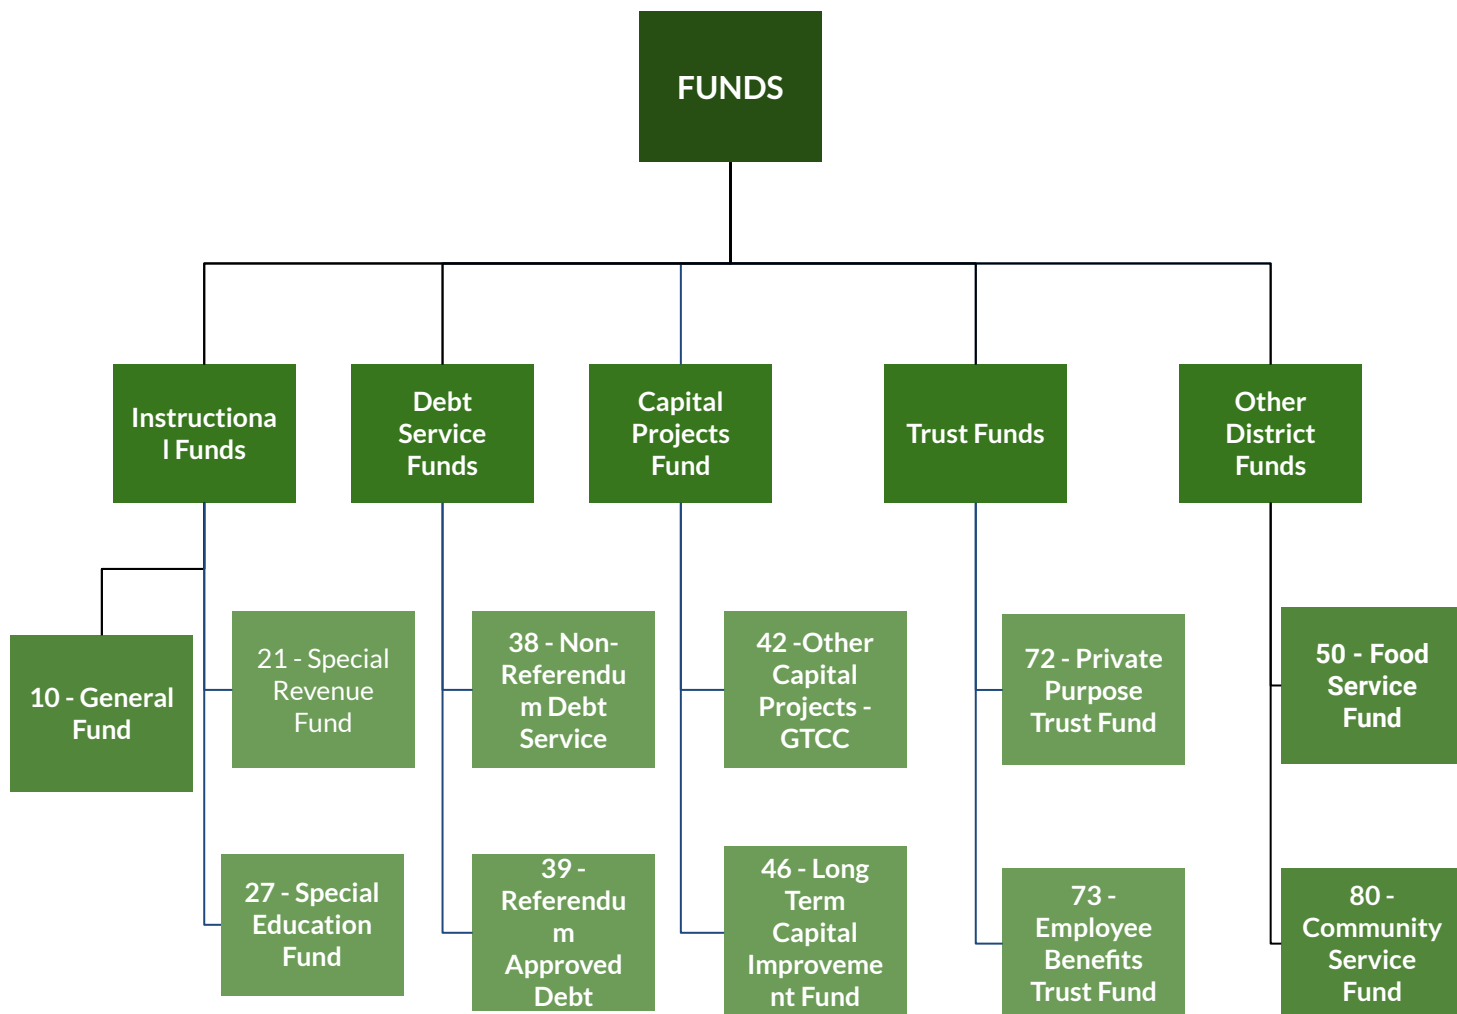 FUNDS
Instructiona
l Funds
Debt
Service
Funds
Capital
Projects
Fund
Trust Funds
Other
District
Funds
10 - General
Fund
21 - Special
Revenue
Fund
38 - Non-
Referendu
m Debt
Service
42 -Other
Capital
Projects -
GTCC
72 - Private
Purpose
Trust Fund
50 - Food
Service
Fund
27 - Special
Education
Fund
39 -
Referendu
m
Approved
Debt
46 - Long
Term
Capital
Improveme
nt Fund
73 -
Employee
Benefits
Trust Fund
80 -
Community
Service
Fund